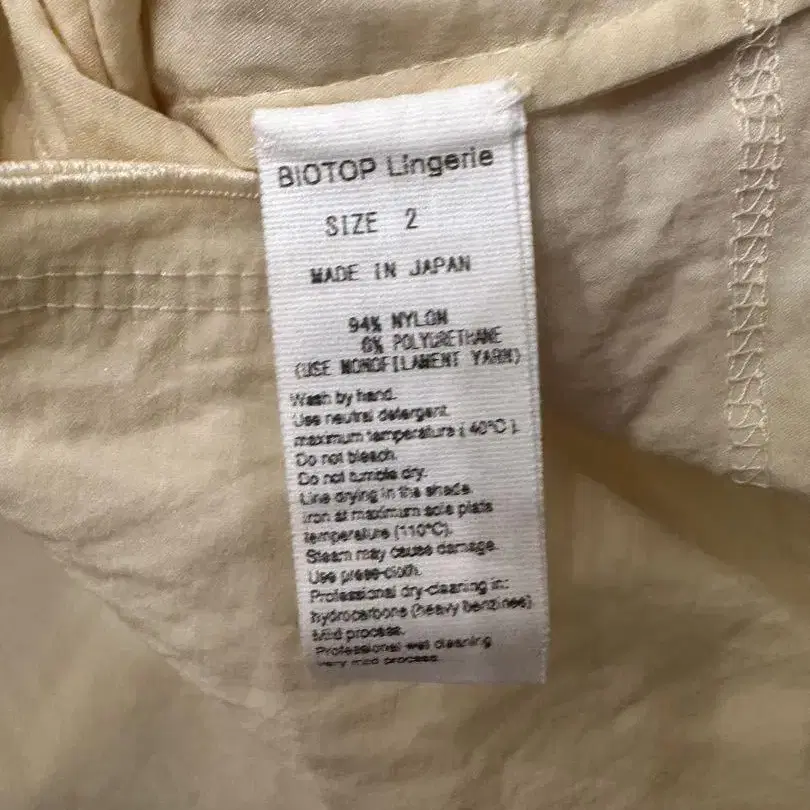 BIOTOP Lingerie
SIZE 2
MADE IN JAPAN
94% NYLON
6% POLYURETHANE
(USE MONOFILAMENT YARN)
Wash by hand.
Use neutral detergent.
maximum temperature ( 40°C ).
Do not bleach.
Do not tumble dry.
Line drying in the shade.
Iron at maximum sole plate
temperature (110°C).
Steam may cause damage.
Use press-cloth.
Professional dry-cleaning in:
hydrocarbons (heavy benzines)
Mild process.
Professional wet cleaning
very mild process.